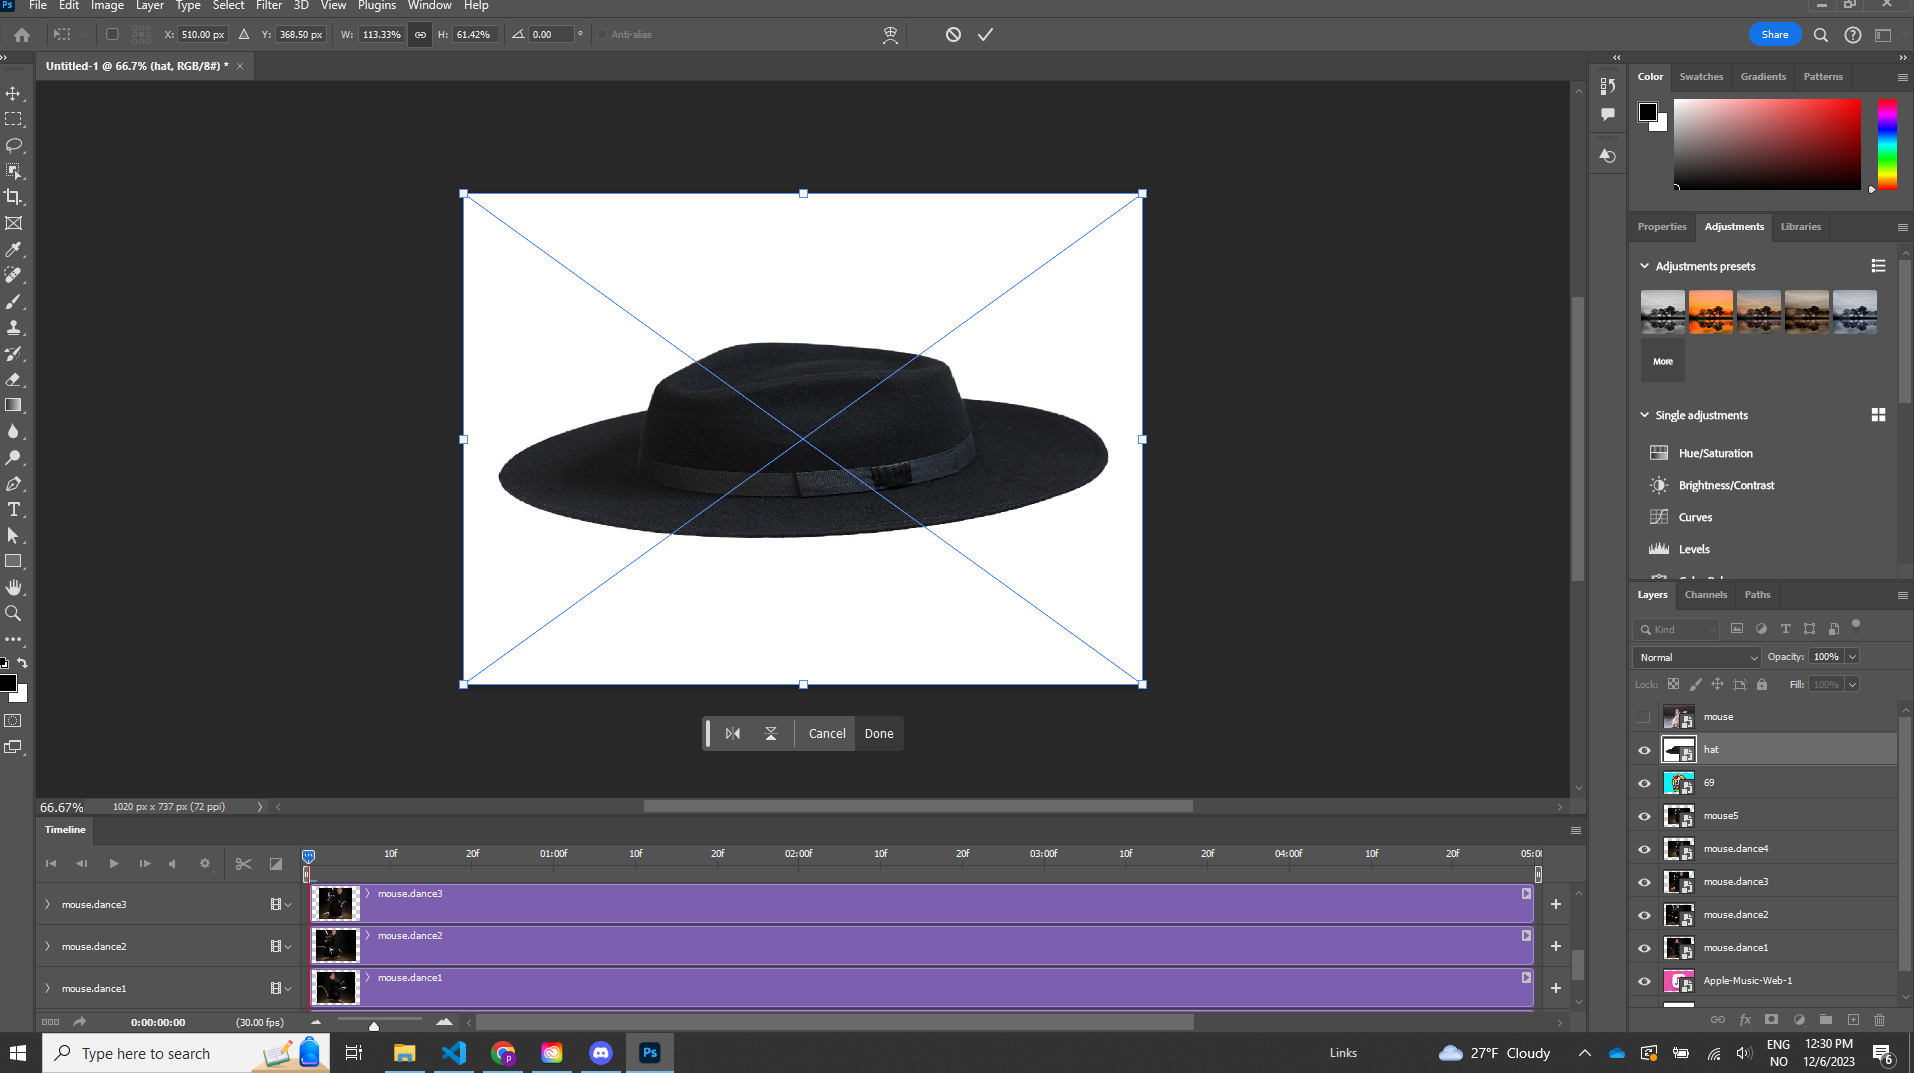 Ps File Edit Image Layer Type Select Filter 3D View Plugins Window Help
X: 510.00 px Y: 368.50 px W: 113.33% H: 61.42% 0.00 ° Anti-alias Share
Untitled-1 @ 66.7% (hat, RGB/8#) * ×
Color Swatches Gradients Patterns
Properties Adjustments Libraries
Adjustments presets
More
Single adjustments
Hue/Saturation
Brightness/Contrast
Curves
Levels
Layers Channels Paths
Kind
Normal Opacity: 100%
Lock: Fill: 100%
mouse
hat
69
mouse5
mouse.dance4
mouse.dance3
mouse.dance2
mouse.dance1
Apple-Music-Web-1
fx
T
Cancel Done
66.67% 1020 px x 737 px (72 ppi)
Timeline
10f 20f 01:00f 10f 20f 02:00f 10f 20f 03:00f 10f 20f 04:00f 10f 20f 05:0
mouse.dance3 mouse.dance3
mouse.dance2 mouse.dance2
mouse.dance1 mouse.dance1
0:00:00:00 (30.00 fps)
Type here to search
p
Ps
Links
27°F Cloudy
ENG
NO
12:30 PM
12/6/2023
6